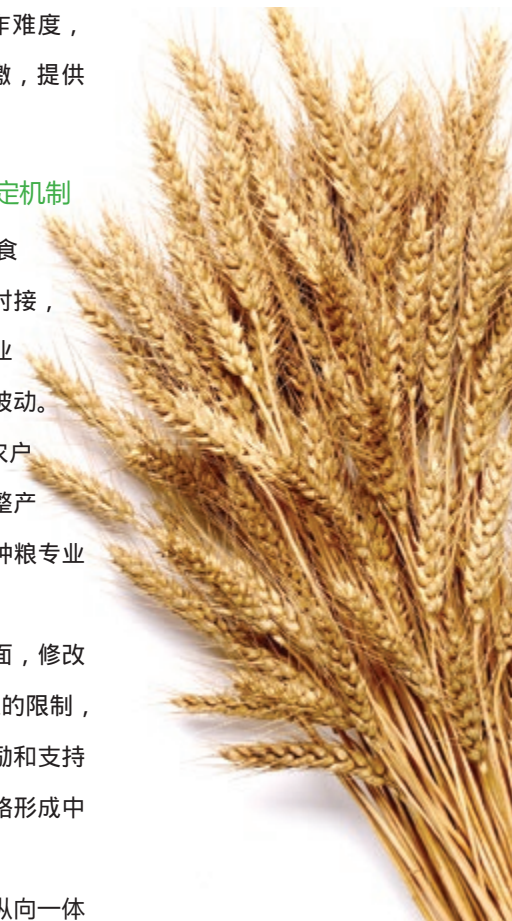 作难度，
激，提供
定机制
食
对接，
业
波动。
农户
整产
种粮专业
面，修改
的限制，
励和支持
格形成中
纵向一体